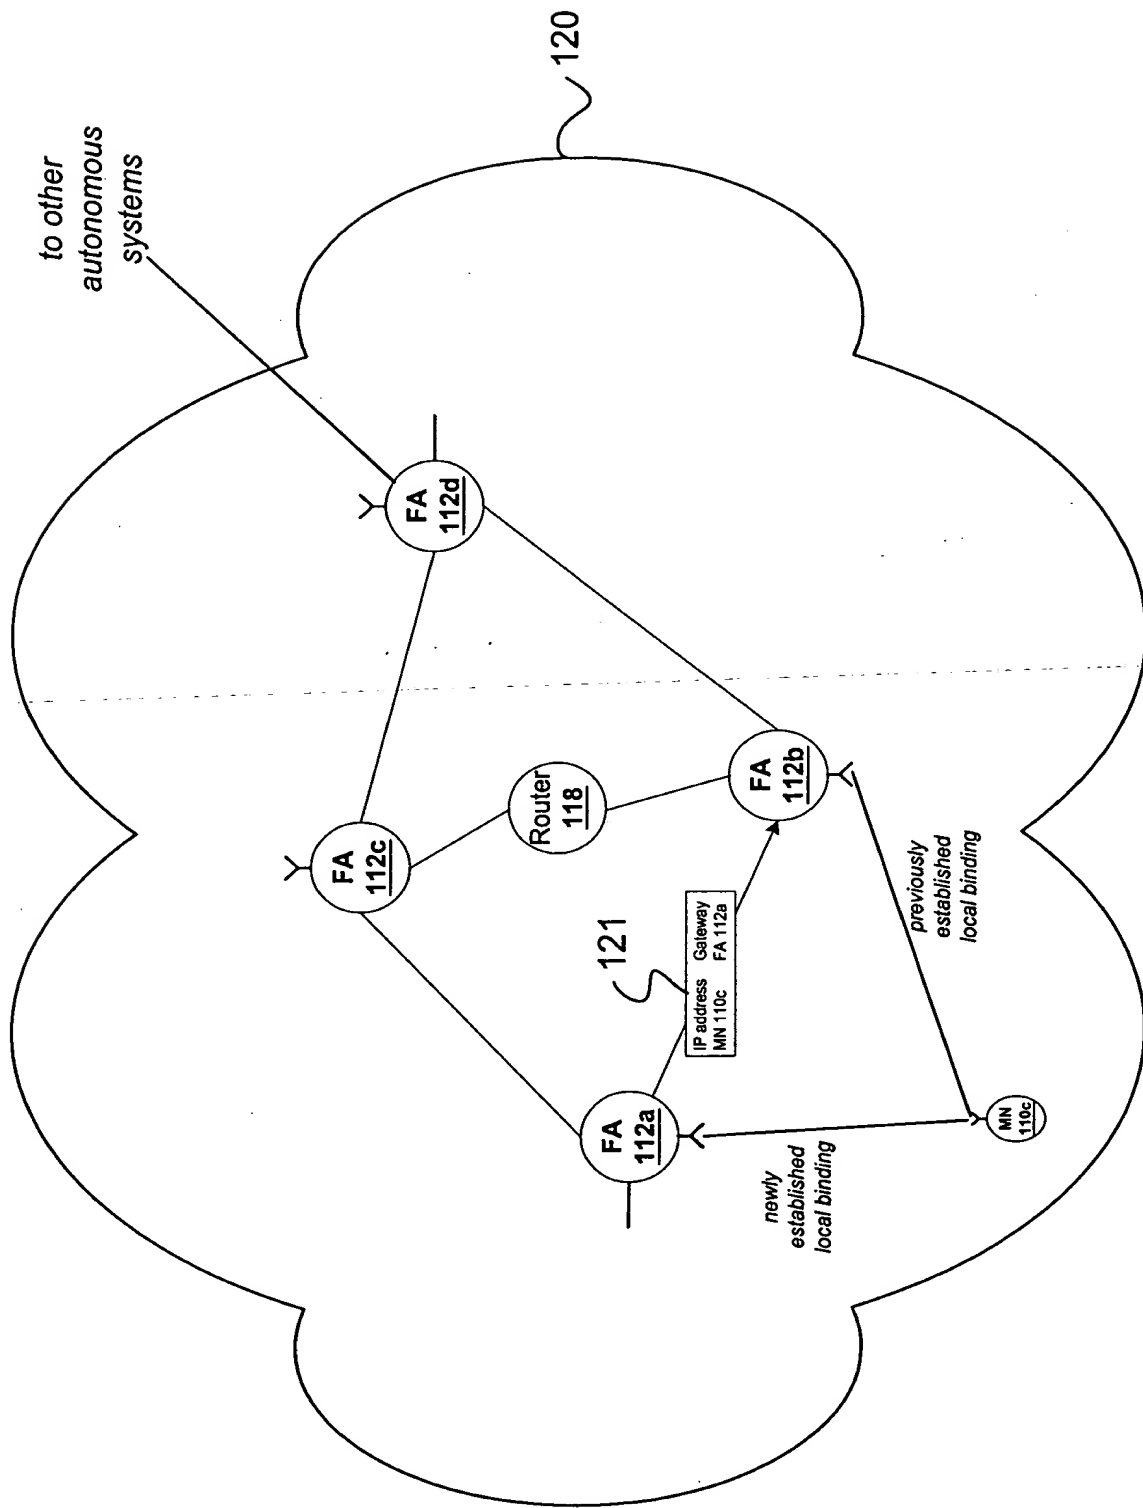 to other
autonomous
systems
120
FA
112d
FA
112c
Router
118
FA
112b
121
IP address Gateway
MN 110c FA 112a
FA
112a
previously
established
local binding
newly
established
local binding
MN
110c